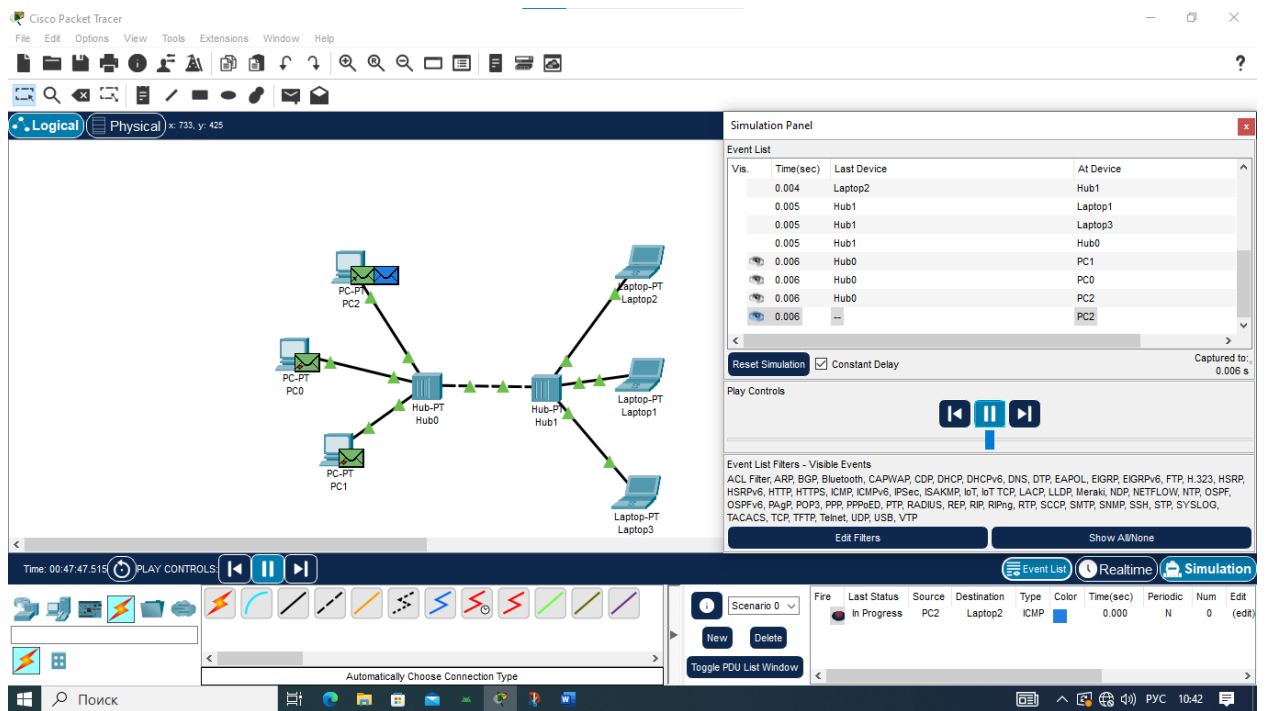 Cisco Packet Tracer
File Edit Options View Tools Extensions Window Help
?
Logical Physical x: 733, y: 425
Simulation Panel
x
Event List
Vis. Time(sec) Last Device At Device
0.004 Laptop2 Hub1
0.005 Hub1 Laptop1
0.005 Hub1 Laptop3
0.005 Hub1 Hub0
0.006 Hub0 PC1
0.006 Hub0 PC0
0.006 Hub0 PC2
0.006 -- PC2
Reset Simulation Constant Delay Captured to:
0.006 s
Play Controls
Event List Filters - Visible Events
ACL Filter, ARP, BGP, Bluetooth, CAPWAP, CDP, DHCP, DHCPv6, DNS, DTP, EAPOL, EIGRP, EIGRPv6, FTP, H.323, HSRP,
HSRPv6, HTTP, HTTPS, ICMP, ICMPv6, IPSec, ISAKMP, IoT, IoT TCP, LACP, LLDP, Meraki, NDP, NETFLOW, NTP, OSPF,
OSPFv6, PAgP, POP3, PPP, PPPoED, PTP, RADIUS, REP, RIP, RIPng, RTP, SCCP, SMTP, SNMP, SSH, STP, SYSLOG,
TACACS, TCP, TFTP, Telnet, UDP, USB, VTP
Edit Filters Show All/None
PC-PT
PC2
PC-PT
PC0
PC-PT
PC1
Hub-PT
Hub0
Hub-PT
Hub1
Laptop-PT
Laptop2
Laptop-PT
Laptop1
Laptop-PT
Laptop3
Time: 00:47:47.515 PLAY CONTROLS: Event List Realtime Simulation
Scenario 0
New Delete
Toggle PDU List Window
Fire Last Status Source Destination Type Color Time(sec) Periodic Num Edit
In Progress PC2 Laptop2 ICMP 0.000 N 0 (edit)
Automatically Choose Connection Type
Поиск РУС 10:42